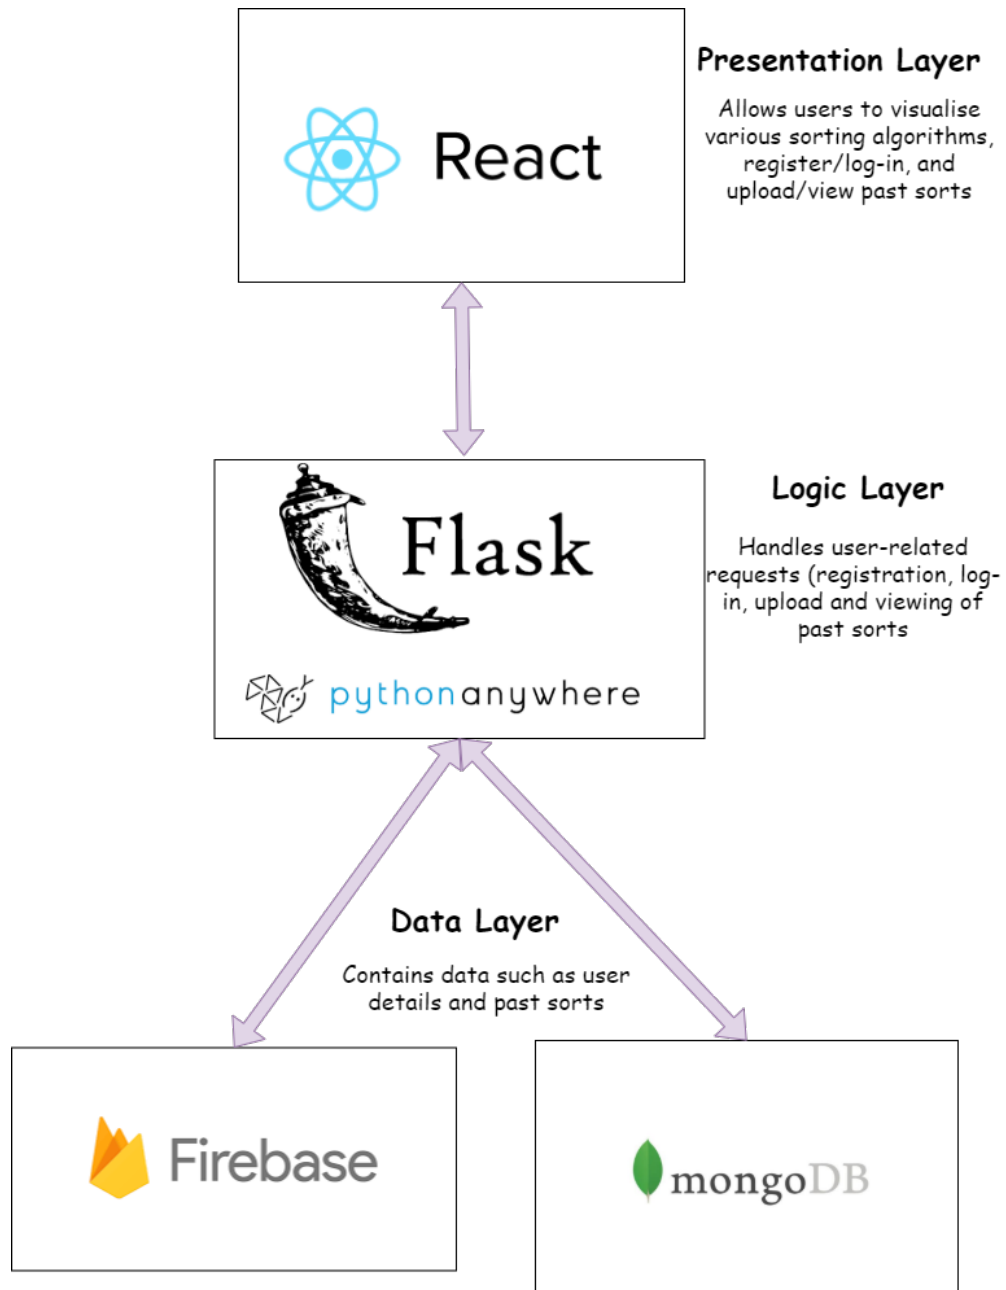 Presentation Layer
Allows users to visualise
various sorting algorithms,
register/log-in, and
upload/view past sorts
React
Logic Layer
Handles user-related
requests (registration, log-
in, upload and viewing of
past sorts
Flask
pythonanywhere
Data Layer
Contains data such as user
details and past sorts
Firebase
mongoDB